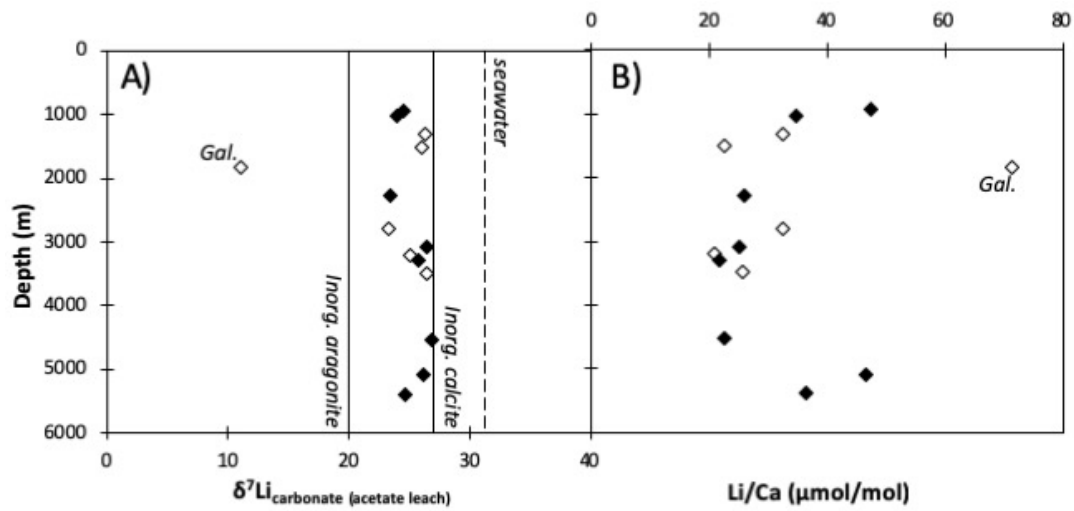 0 20 40 60 80
A)
B)
seawater
Gal.
Gal.
Inorg. aragonite
Inorg. calcite
Depth (m)
0
1000
2000
3000
4000
5000
6000
0 10 20 30 40
δ⁷Li carbonate (acetate leach)
Li/Ca (µmol/mol)